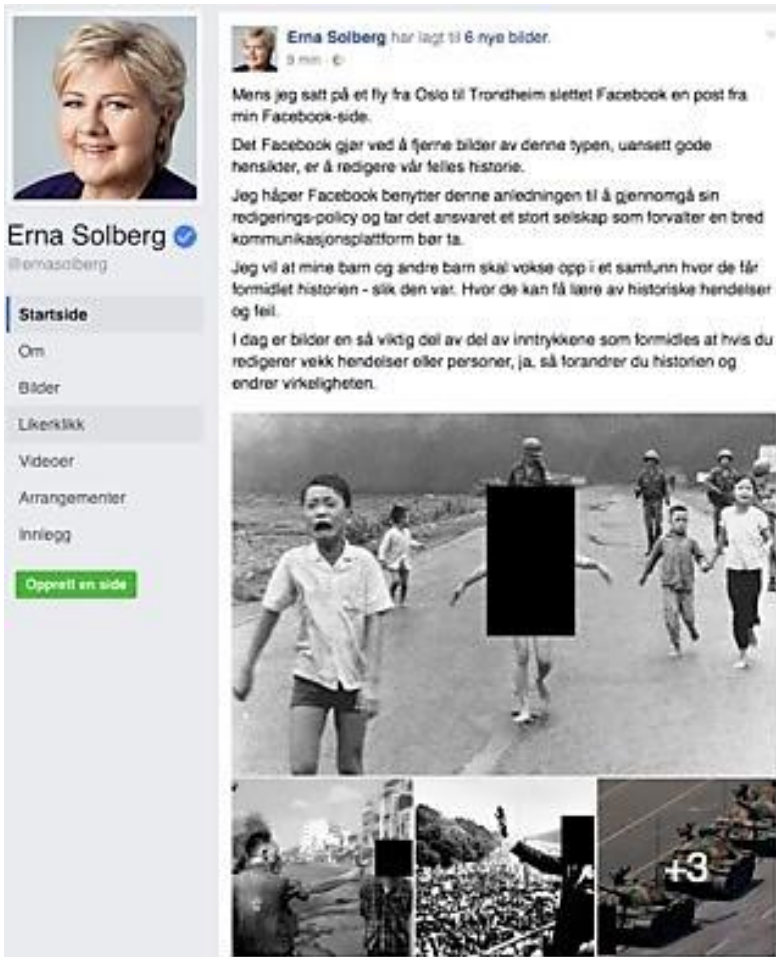 Erna Solberg
@ernasolberg
Startside
Om
Bilder
Likerklikk
Videoer
Arrangementer
Innlegg
Opprett en side
Erna Solberg har lagt til 6 nye bilder.
9 min ·
Mens jeg satt på et fly fra Oslo til Trondheim slettet Facebook en post fra
min Facebook-side.
Det Facebook gjør ved å fjerne bilder av denne typen, uansett gode
hensikter, er å redigere vår felles historie.
Jeg håper Facebook benytter denne anledningen til å gjennomgå sin
redigerings-policy og tar det ansvaret et stort selskap som forvalter en bred
kommunikasjonsplattform bør ta.
Jeg vil at mine barn og andre barn skal vokse opp i et samfunn hvor de får
formidlet historien - slik den var. Hvor de kan få lære av historiske hendelser
og feil.
I dag er bilder en så viktig del av del av inntrykkene som formidles at hvis du
redigerer vekk hendelser eller personer, ja, så forandrer du historien og
endrer virkeligheten.
+3